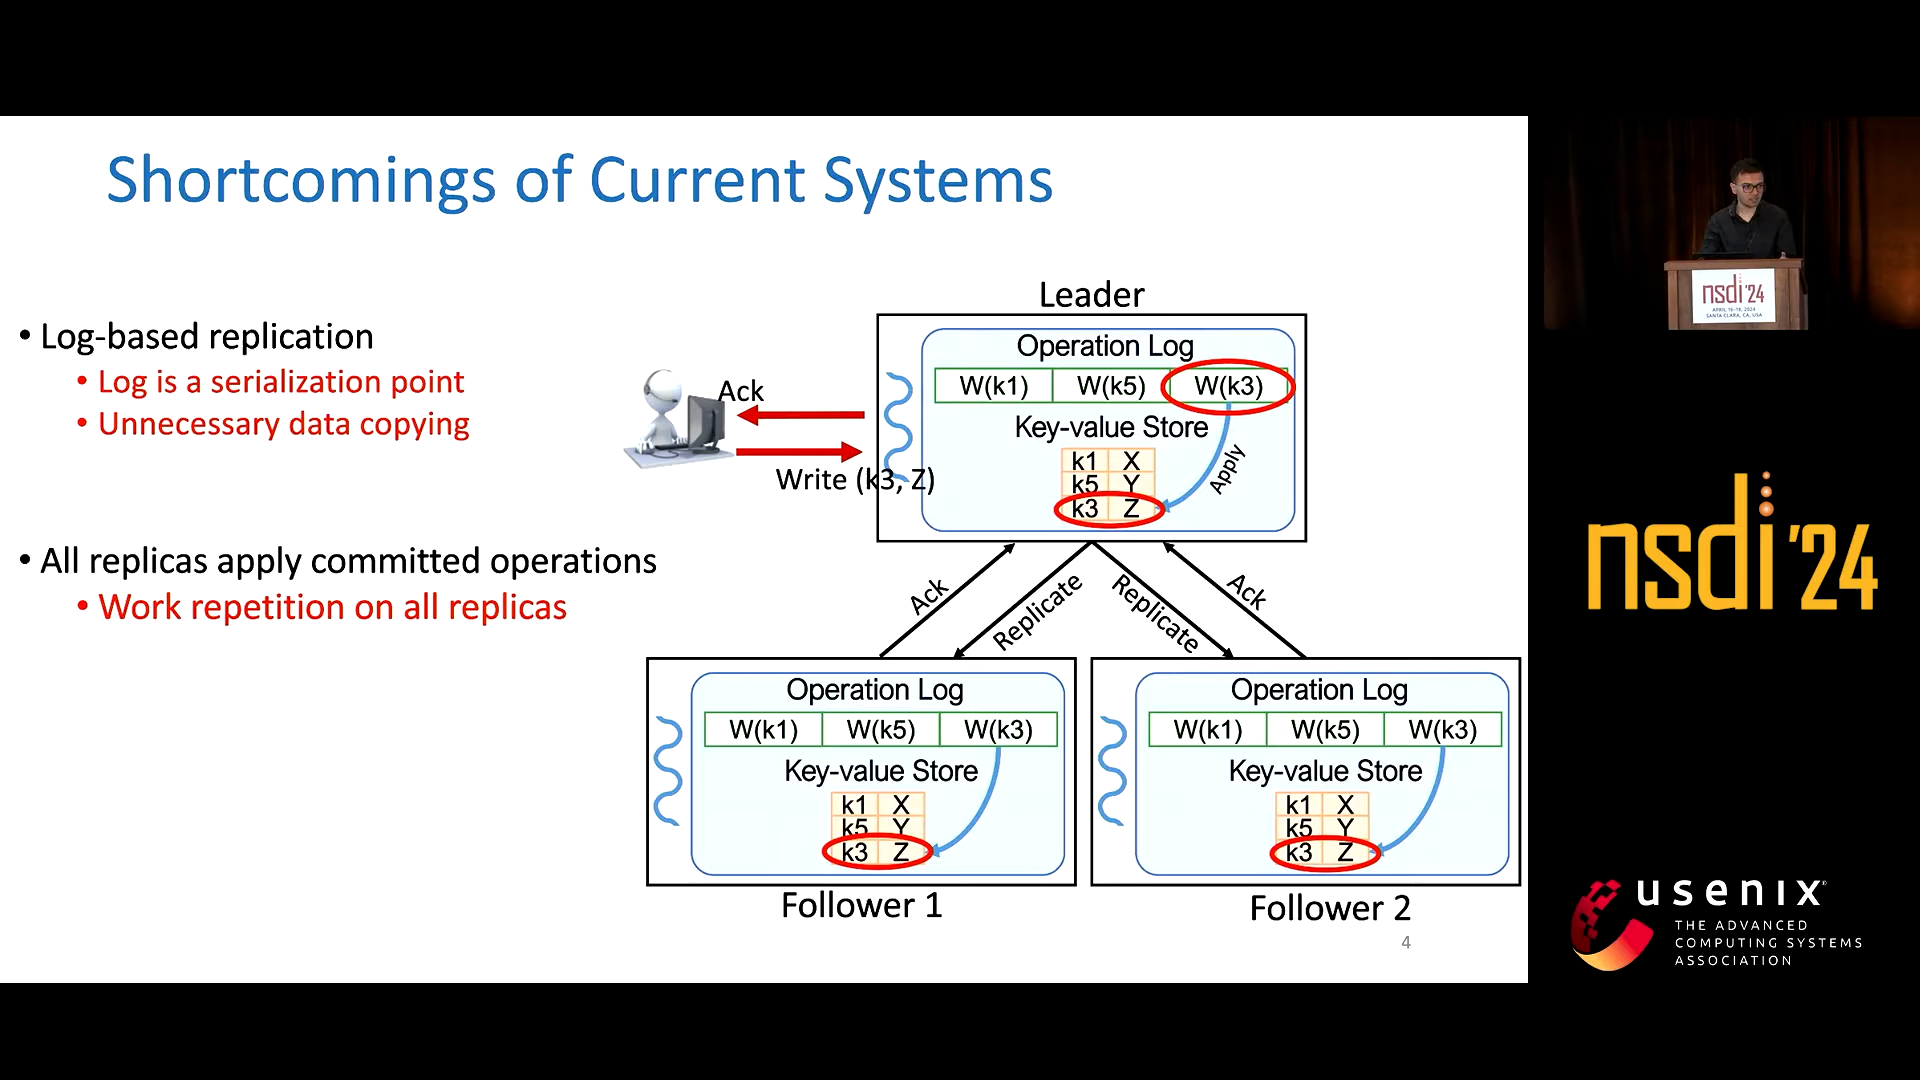 Shortcomings of Current Systems
• Log-based replication
• Log is a serialization point
• Unnecessary data copying
• All replicas apply committed operations
• Work repetition on all replicas
Leader
Operation Log
W(k1) W(k5) W(k3)
Key-value Store
k1 X
k5 Y
k3 Z
Apply
Ack
Write (k3, Z)
Ack
Replicate
Replicate
Ack
Operation Log
W(k1) W(k5) W(k3)
Key-value Store
k1 X
k5 Y
k3 Z
Follower 1
Operation Log
W(k1) W(k5) W(k3)
Key-value Store
k1 X
k5 Y
k3 Z
Follower 2
4
nsdi '24
APRIL 16–18, 2024
SANTA CLARA, CA, USA
nsdi '24
usenix®
THE ADVANCED
COMPUTING SYSTEMS
ASSOCIATION